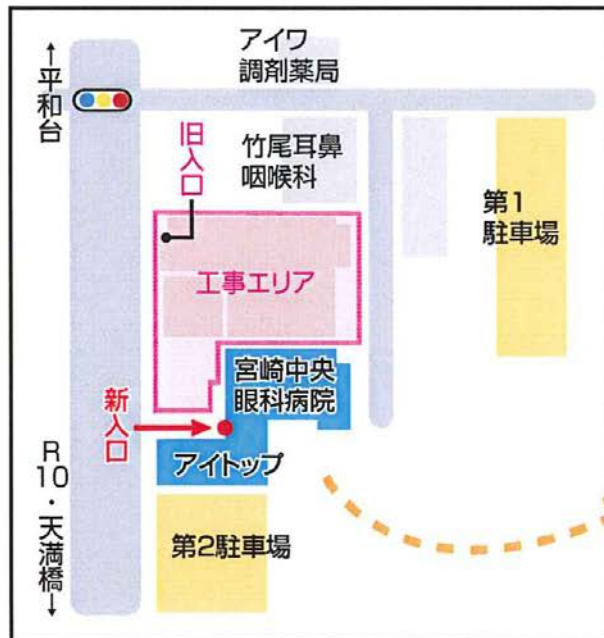 ←平和台
アイワ
調剤薬局
旧入口
竹尾耳鼻
咽喉科
第1
駐車場
工事エリア
宮崎中央
眼科病院
新入口
アイトップ
R10・天満橋→
第2駐車場